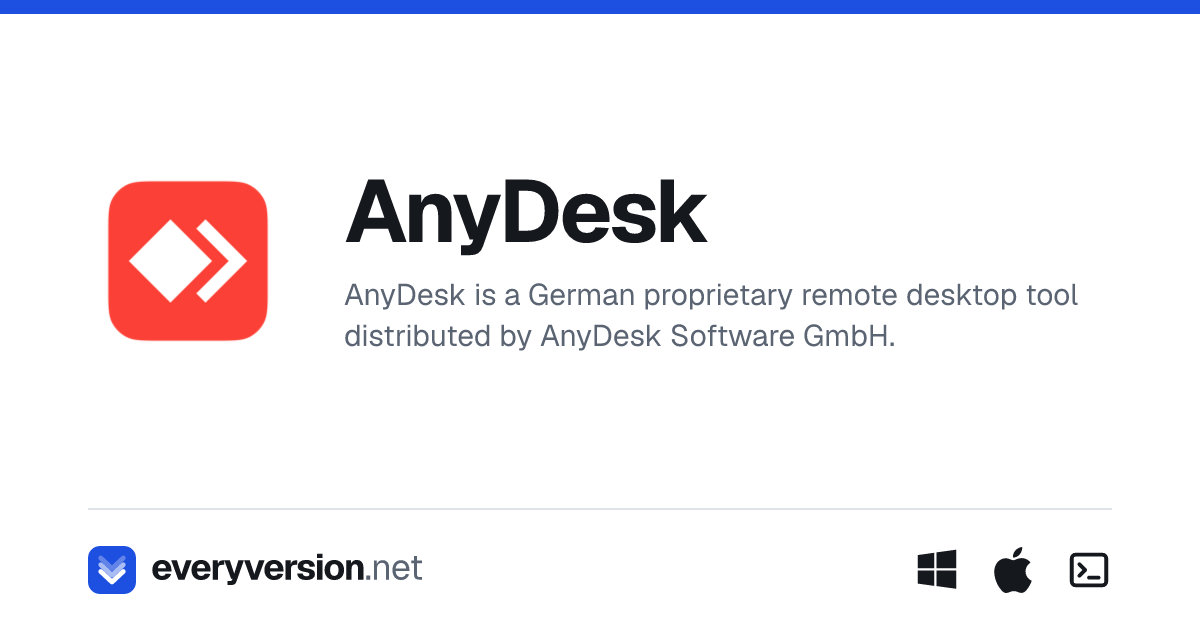 AnyDesk
AnyDesk is a German proprietary remote desktop tool
distributed by AnyDesk Software GmbH.
everyversion.net